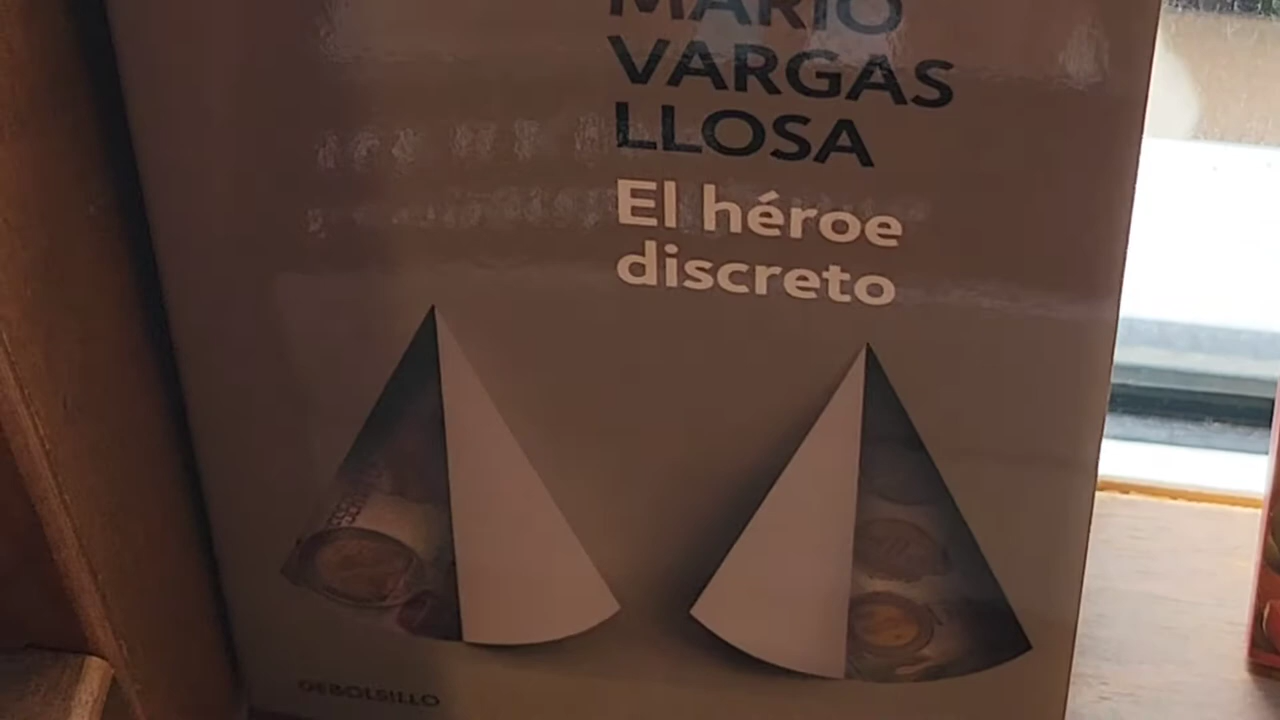 MARIO
VARGAS
LLOSA
El héroe
discreto
DEBOLSILLO